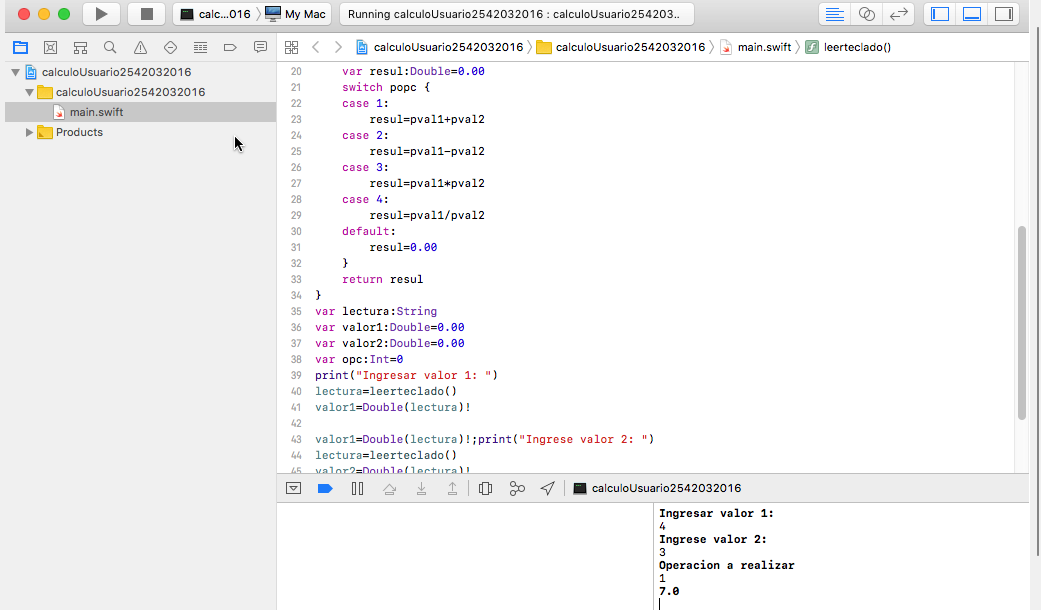 calc...016 〉 My Mac
Running calculoUsuario2542032016 : calculoUsuario254203..
calculoUsuario2542032016 〉 calculoUsuario2542032016 〉 main.swift 〉 leerteclado()
calculoUsuario2542032016
calculoUsuario2542032016
main.swift
Products
20 var resul:Double=0.00
21 switch popc {
22 case 1:
23 resul=pval1+pval2
24 case 2:
25 resul=pval1-pval2
26 case 3:
27 resul=pval1*pval2
28 case 4:
29 resul=pval1/pval2
30 default:
31 resul=0.00
32 }
33 return resul
34 }
35 var lectura:String
36 var valor1:Double=0.00
37 var valor2:Double=0.00
38 var opc:Int=0
39 print("Ingresar valor 1: ")
40 lectura=leerteclado()
41 valor1=Double(lectura)!
42
43 valor1=Double(lectura)!;print("Ingrese valor 2: ")
44 lectura=leerteclado()
45 valor2=Double(lectura)!
calculoUsuario2542032016
Ingresar valor 1:
4
Ingrese valor 2:
3
Operacion a realizar
1
7.0